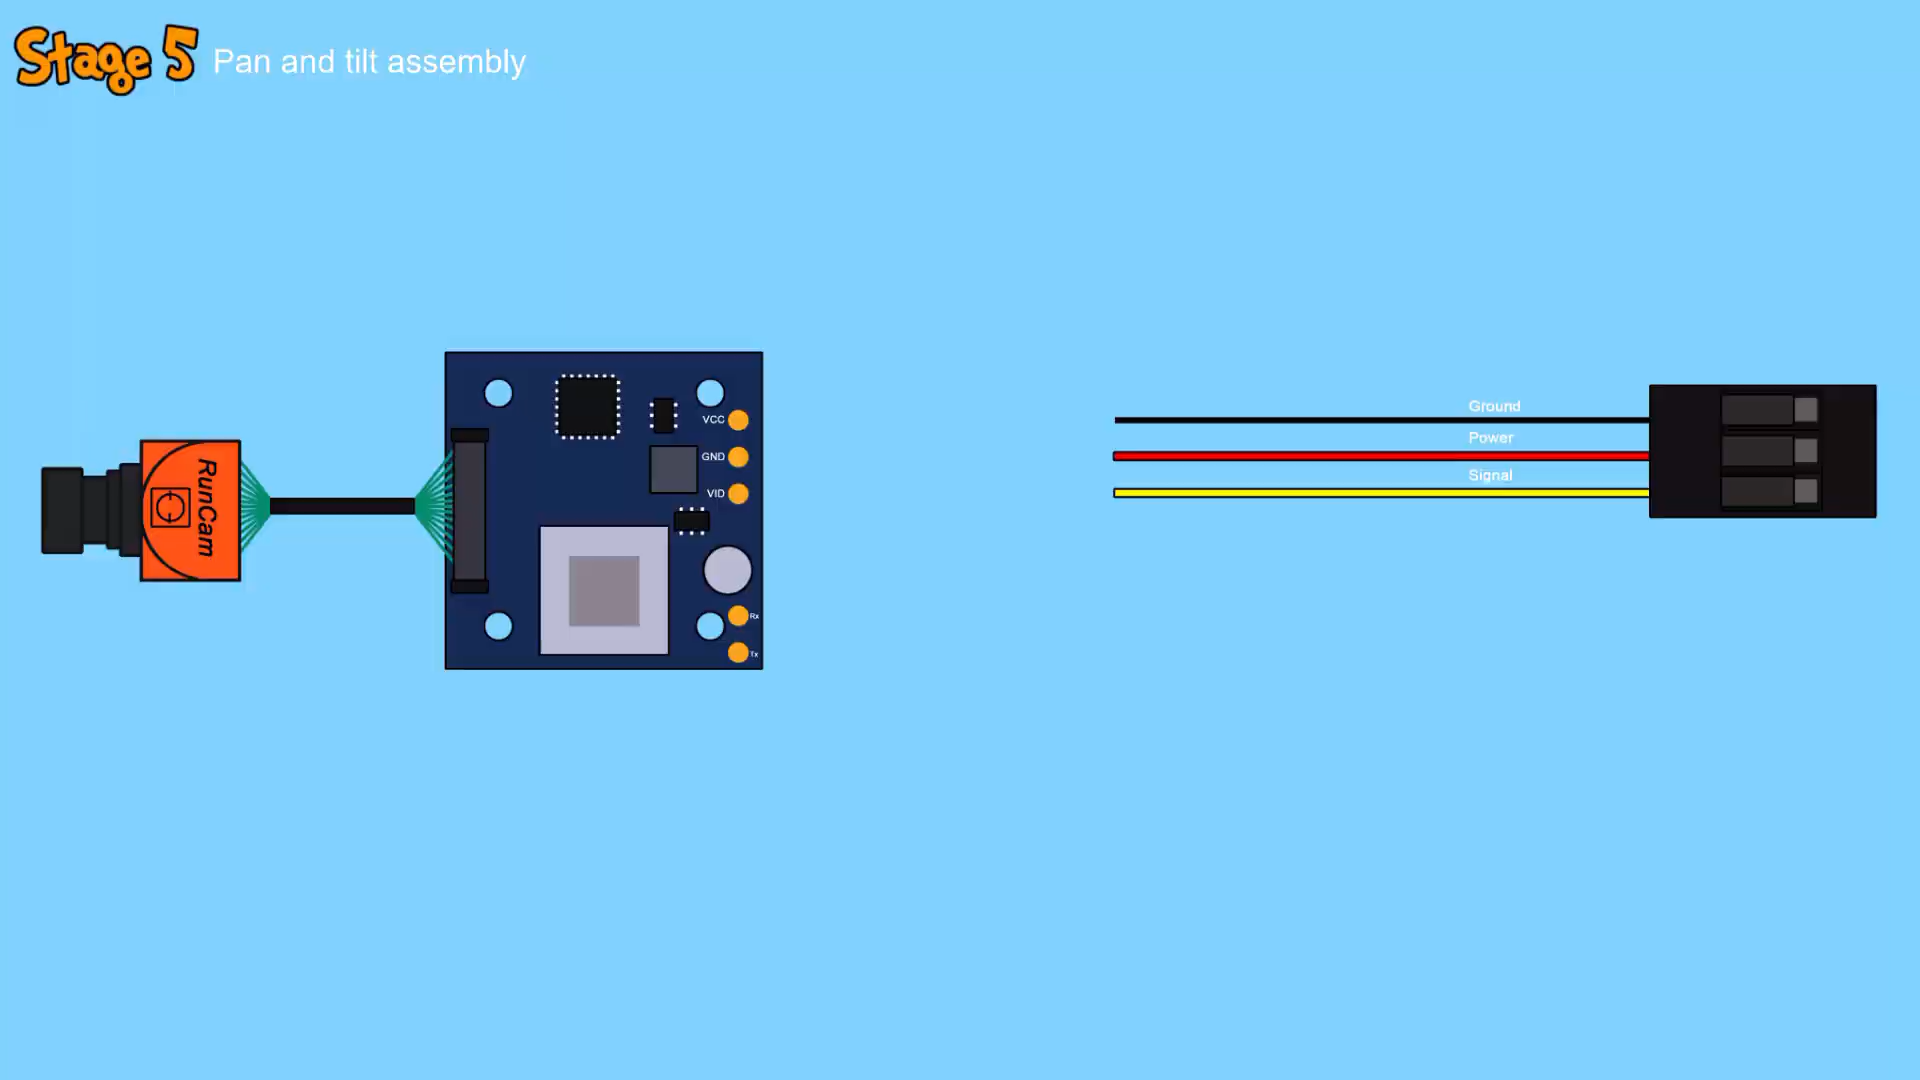 Stage 5 Pan and tilt assembly
RunCam
VCC
GND
VID
Rx
Tx
Ground
Power
Signal